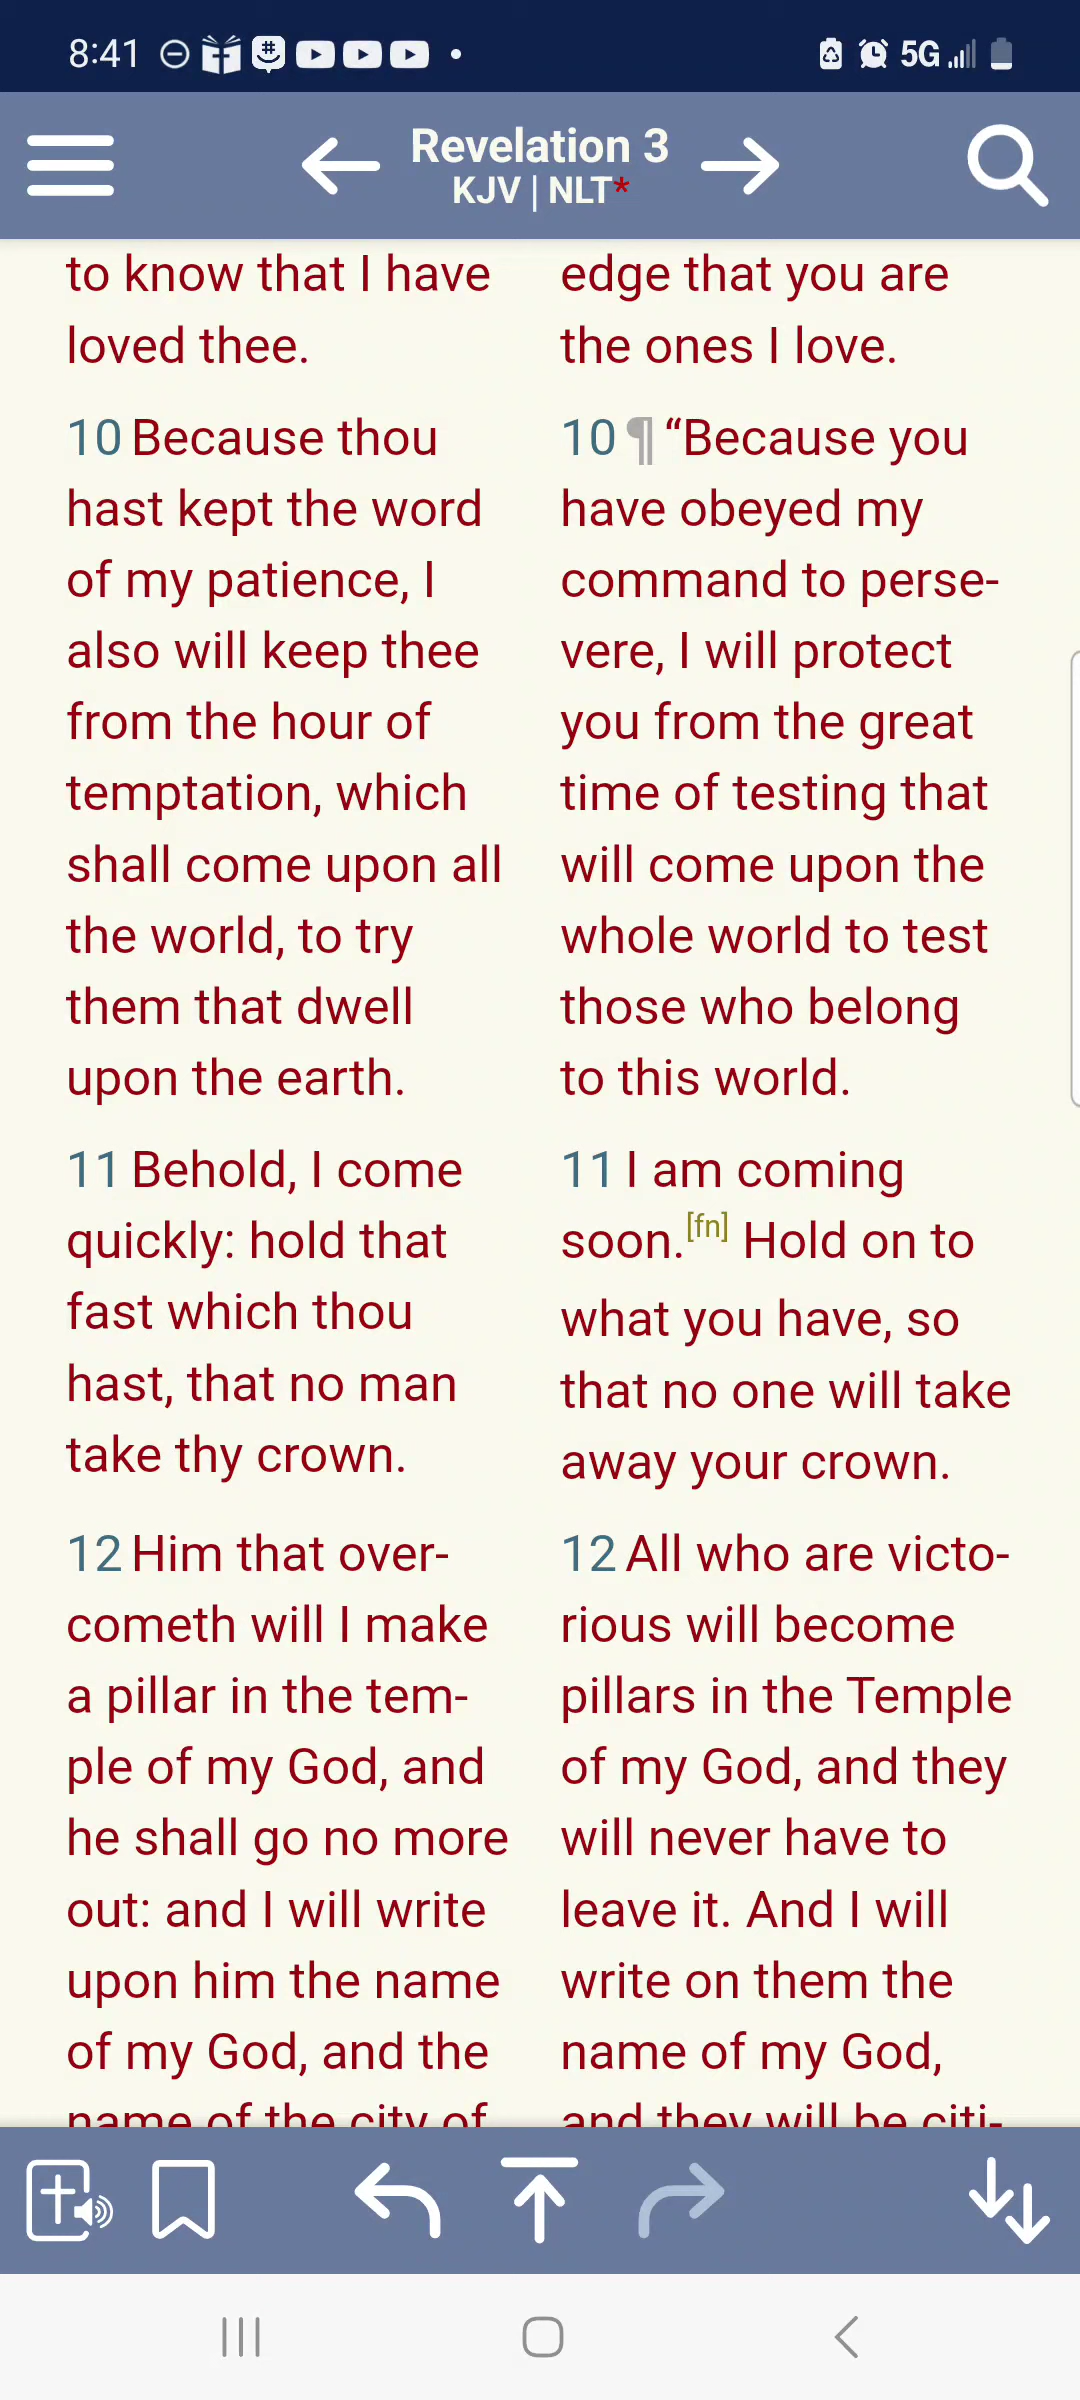 8:41
5G
Revelation 3
KJV | NLT*
to know that I have
loved thee.
10 Because thou
hast kept the word
of my patience, I
also will keep thee
from the hour of
temptation, which
shall come upon all
the world, to try
them that dwell
upon the earth.
11 Behold, I come
quickly: hold that
fast which thou
hast, that no man
take thy crown.
12 Him that over-
cometh will I make
a pillar in the tem-
ple of my God, and
he shall go no more
out: and I will write
upon him the name
of my God, and the
name of the city of
edge that you are
the ones I love.
10 ¶ “Because you
have obeyed my
command to perse-
vere, I will protect
you from the great
time of testing that
will come upon the
whole world to test
those who belong
to this world.
11 I am coming
soon.[fn] Hold on to
what you have, so
that no one will take
away your crown.
12 All who are victo-
rious will become
pillars in the Temple
of my God, and they
will never have to
leave it. And I will
write on them the
name of my God,
and they will be citi-